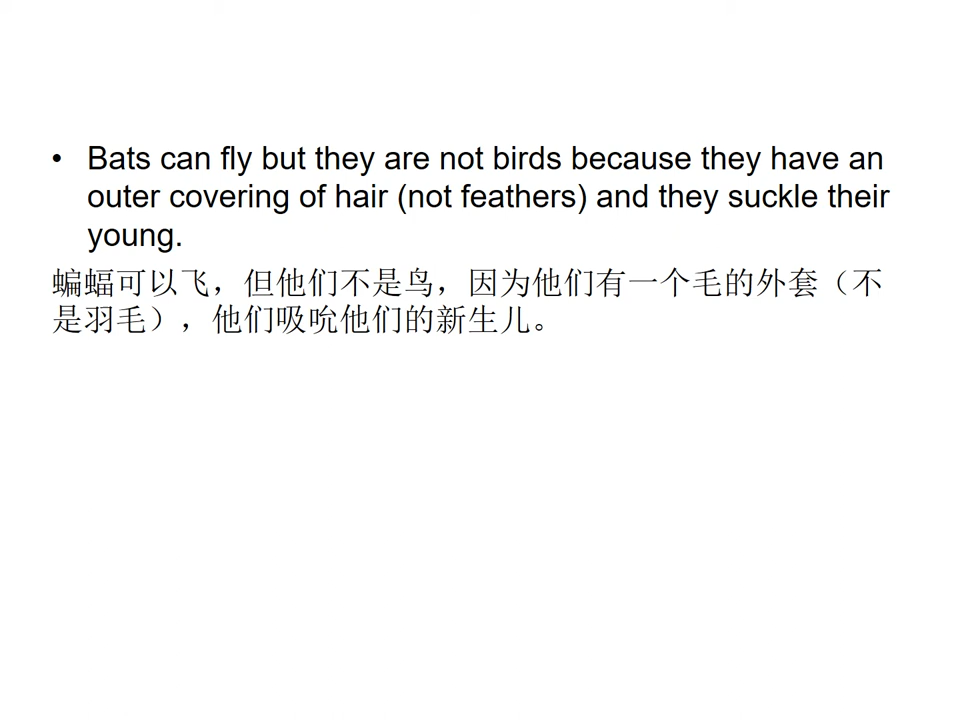 • Bats can fly but they are not birds because they have an
outer covering of hair (not feathers) and they suckle their
young.
蝙蝠可以飞，但他们不是鸟，因为他们有一个毛的外套（不
是羽毛），他们吸吮他们的新生儿。